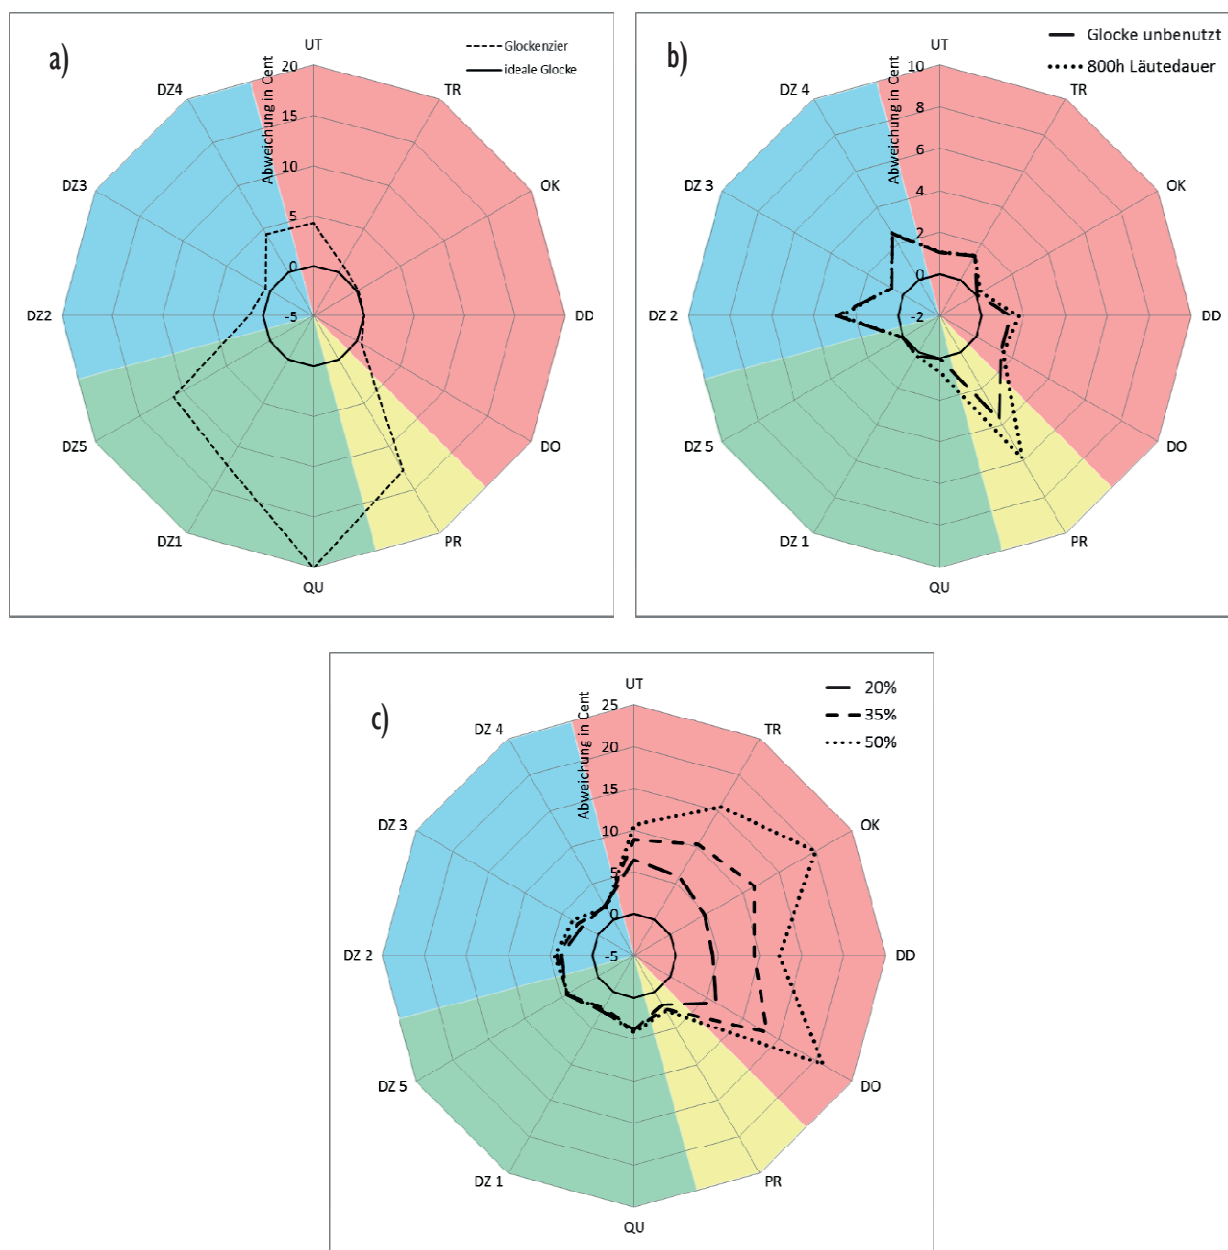 a)
Glockenzier
ideale Glocke
Abweichung in Cent
20
15
10
5
0
-5
UT
TR
OK
DD
DO
PR
QU
DZ1
DZ5
DZ2
DZ3
DZ4
b)
Glocke unbenutzt
800h Läutedauer
Abweichung in Cent
10
8
6
4
2
0
-2
UT
TR
OK
DD
DO
PR
QU
DZ 1
DZ 5
DZ 2
DZ 3
DZ 4
c)
20%
35%
50%
Abweichung in Cent
25
20
15
10
5
0
-5
UT
TR
OK
DD
DO
PR
QU
DZ 1
DZ 5
DZ 2
DZ 3
DZ 4